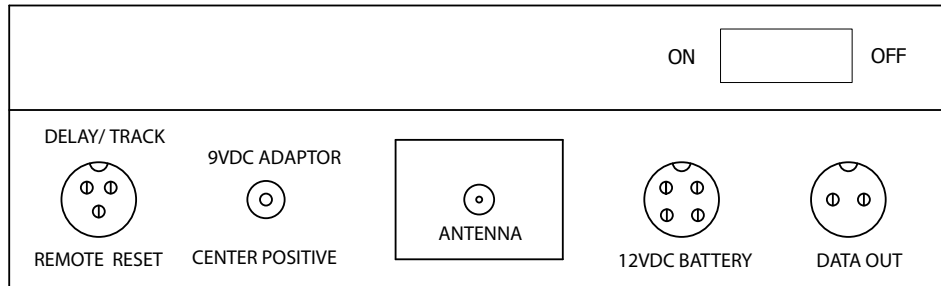 ON
OFF
DELAY/ TRACK
9VDC ADAPTOR
ANTENNA
REMOTE RESET
CENTER POSITIVE
12VDC BATTERY
DATA OUT